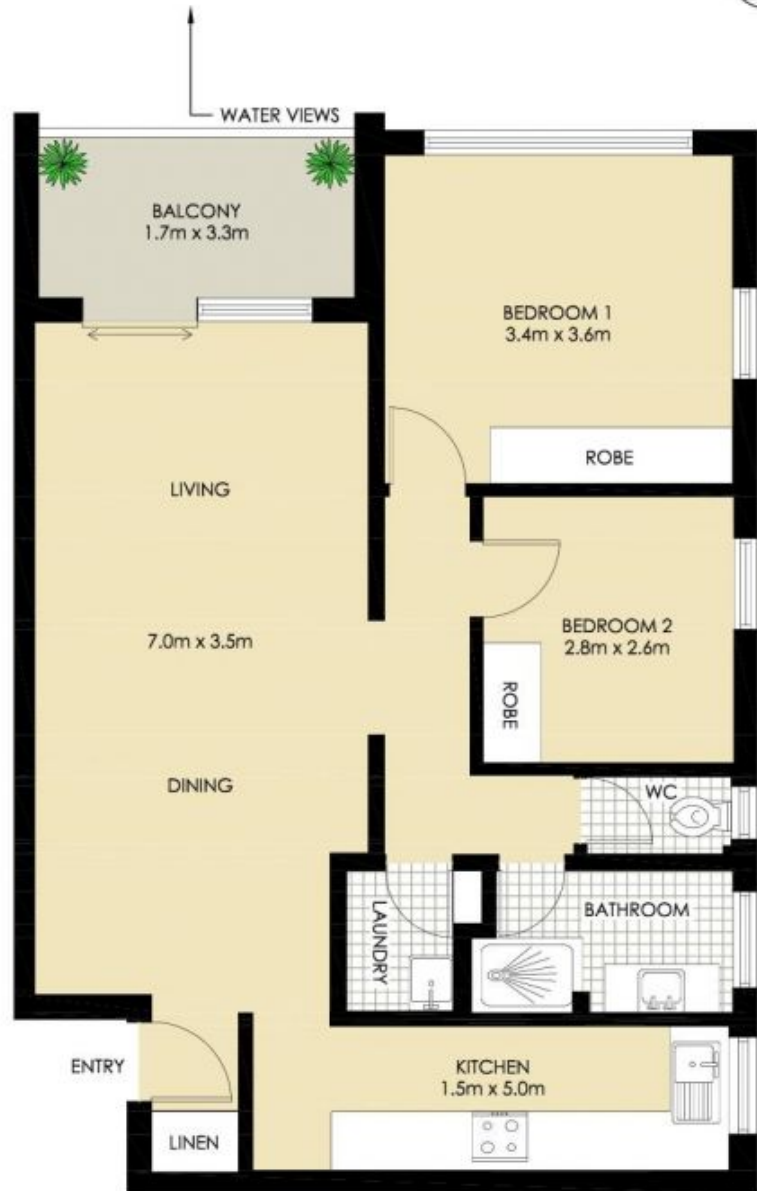 WATER VIEWS
BALCONY
1.7m x 3.3m
BEDROOM 1
3.4m x 3.6m
ROBE
LIVING
7.0m x 3.5m
BEDROOM 2
2.8m x 2.6m
ROBE
DINING
WC
LAUNDRY
BATHROOM
ENTRY
KITCHEN
1.5m x 5.0m
LINEN